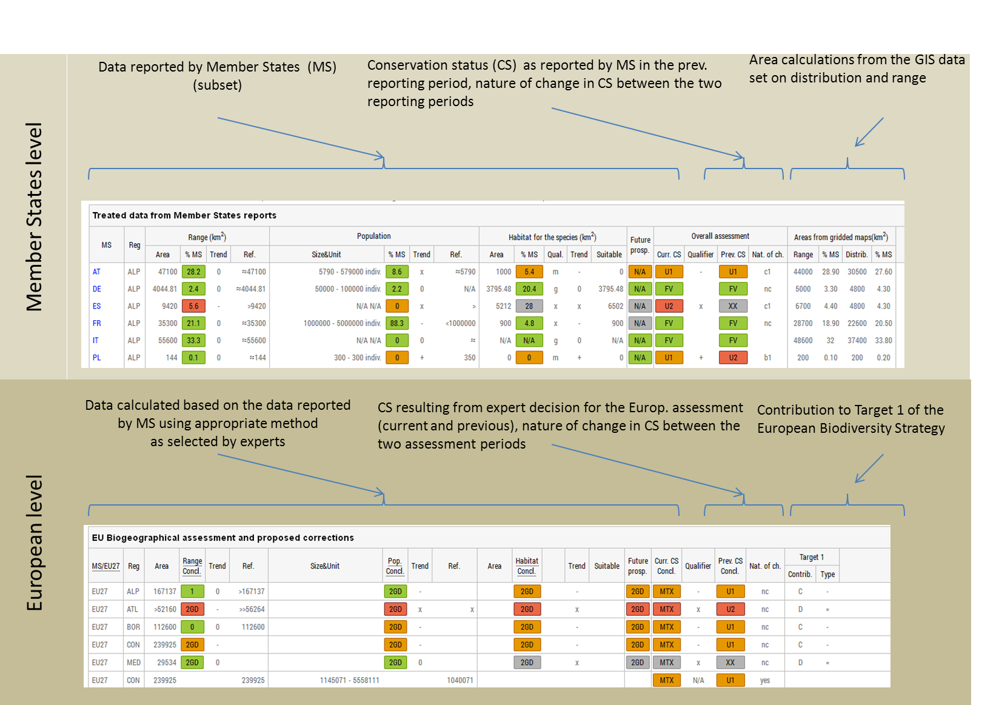 Data reported by Member States  (MS)
(subset)
Conservation status (CS)  as reported by MS in the prev.
reporting period, nature of change in CS between the two
reporting periods
Area calculations from the GIS data
set on distribution and range
Member States level
Treated data from Member States reports
MS Reg Range (km2) Population Habitat for the species (km2) Future prosp. Overall assessment Areas from gridded maps(km2)
Area % MS Trend Ref. Size&Unit % MS Trend Ref. Area % MS Qual. Trend Suitable Curr. CS Qualifier Prev. CS Nat. of ch. Range % MS Distrib. % MS
AT ALP 47100 28.2 0 ≈47100 5790 - 579000 indiv. 8.6 x ≈5790 1000 5.4 m - 0 N/A U1 - U1 c1 44000 28.90 30500 27.60
DE ALP 4044.81 2.4 0 ≈4044.81 50000 - 100000 indiv. 2.2 0 N/A 3795.48 20.4 g 0 3795.48 N/A FV FV nc 5000 3.30 4800 4.30
ES ALP 9420 5.6 - >9420 N/A N/A 0 x > 5212 28 x x 6502 N/A U2 x XX c1 6700 4.40 4800 4.30
FR ALP 35300 21.1 0 ≈35300 1000000 - 5000000 indiv. 88.3 - <1000000 900 4.8 x - 900 N/A FV FV nc 28700 18.90 22600 20.50
IT ALP 55600 33.3 0 ≈55600 N/A N/A 0 0 ≈ N/A N/A g 0 N/A N/A FV FV 48600 32 37400 33.80
PL ALP 144 0.1 0 ≈144 300 - 300 indiv. 0 + 350 0 0 m + 0 N/A U1 + U2 b1 200 0.10 200 0.20
Data calculated based on the data reported
by MS using appropriate method
as selected by experts
CS resulting from expert decision for the Europ. assessment
(current and previous), nature of change in CS between the
two assessment periods
Contribution to Target 1 of the
European Biodiversity Strategy
European level
EU Biogeographical assessment and proposed corrections
MS/EU27 Reg Area Range Concl. Trend Ref. Size&Unit Pop. Concl. Trend Ref. Area Habitat Concl. Trend Suitable Future prosp. Curr. CS Concl. Qualifier Prev. CS Concl. Nat. of ch. Target 1
Contrib. Type
EU27 ALP 167137 1 0 >167137 2GD - 2GD - 2GD MTX - U1 nc C -
EU27 ATL >52160 2GD - >>56264 2GD x x 2GD x 2GD MTX x U2 nc D =
EU27 BOR 112600 0 0 112600 2GD - 2GD - 2GD MTX - U1 nc C -
EU27 CON 239925 2GD - 2GD - 2GD - 2GD MTX - U1 nc C -
EU27 MED 29534 2GD 0 2GD 0 2GD x 2GD MTX x XX nc D =
EU27 CON 239925 239925 1145071 - 5558111 1040071 MTX N/A U1 yes